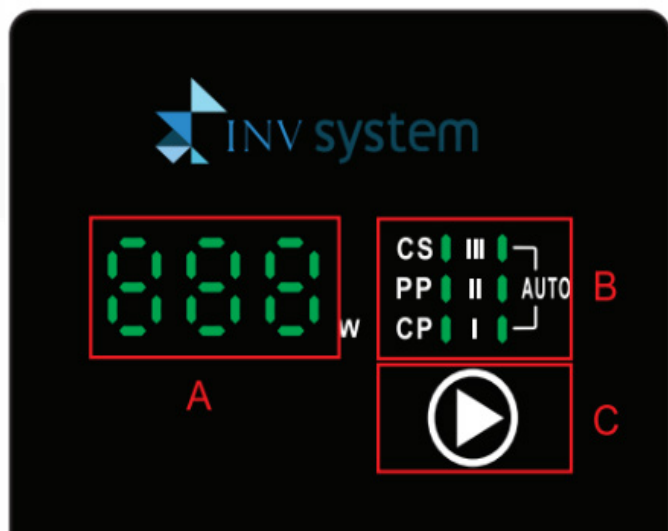 INV system
888 W
CS III
PP II AUTO B
CP I
A
C